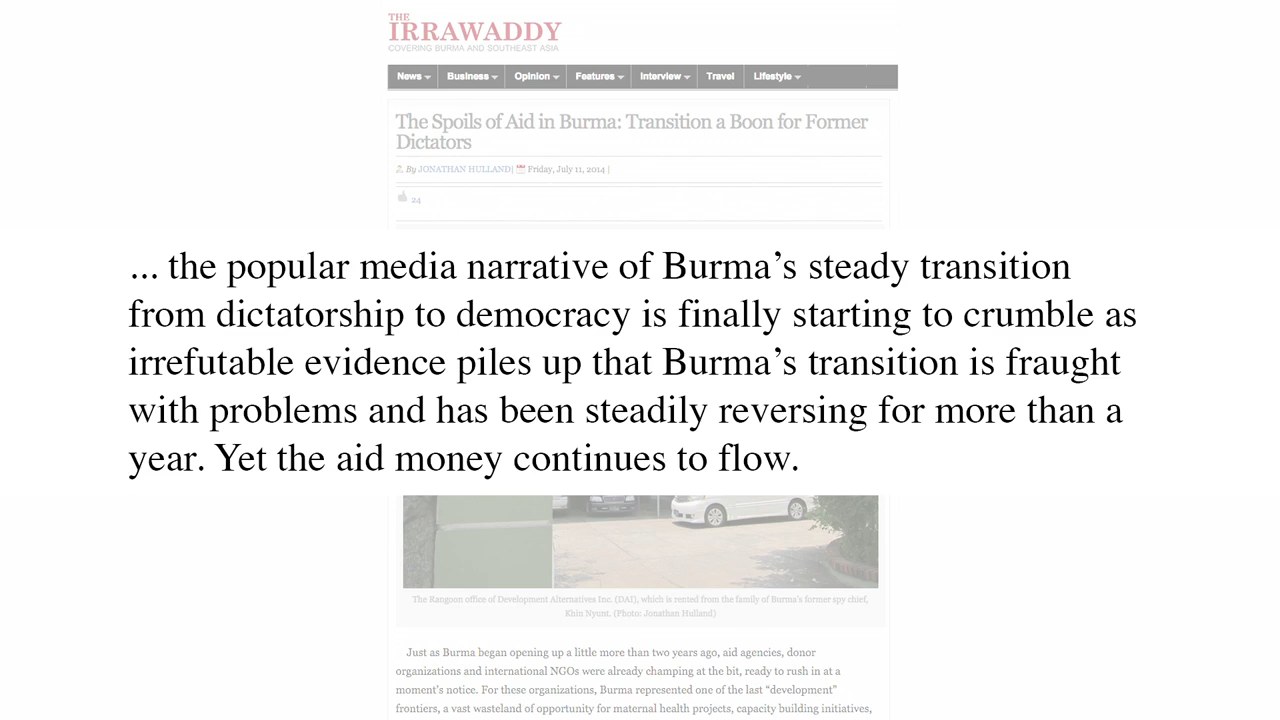 THE
IRRAWADDY
COVERING BURMA AND SOUTHEAST ASIA
News Business Opinion Features Interview Travel Lifestyle
The Spoils of Aid in Burma: Transition a Boon for Former
Dictators
By JONATHAN HULLAND| Friday, July 11, 2014 |
24
... the popular media narrative of Burma’s steady transition
from dictatorship to democracy is finally starting to crumble as
irrefutable evidence piles up that Burma’s transition is fraught
with problems and has been steadily reversing for more than a
year. Yet the aid money continues to flow.
The Rangoon office of Development Alternatives Inc. (DAI), which is rented from the family of Burma's former spy chief,
Khin Nyunt. (Photo: Jonathan Hulland)
Just as Burma began opening up a little more than two years ago, aid agencies, donor
organizations and international NGOs were already champing at the bit, ready to rush in at a
moment's notice. For these organizations, Burma represented one of the last “development”
frontiers, a vast wasteland of opportunity for maternal health projects, capacity building initiatives,